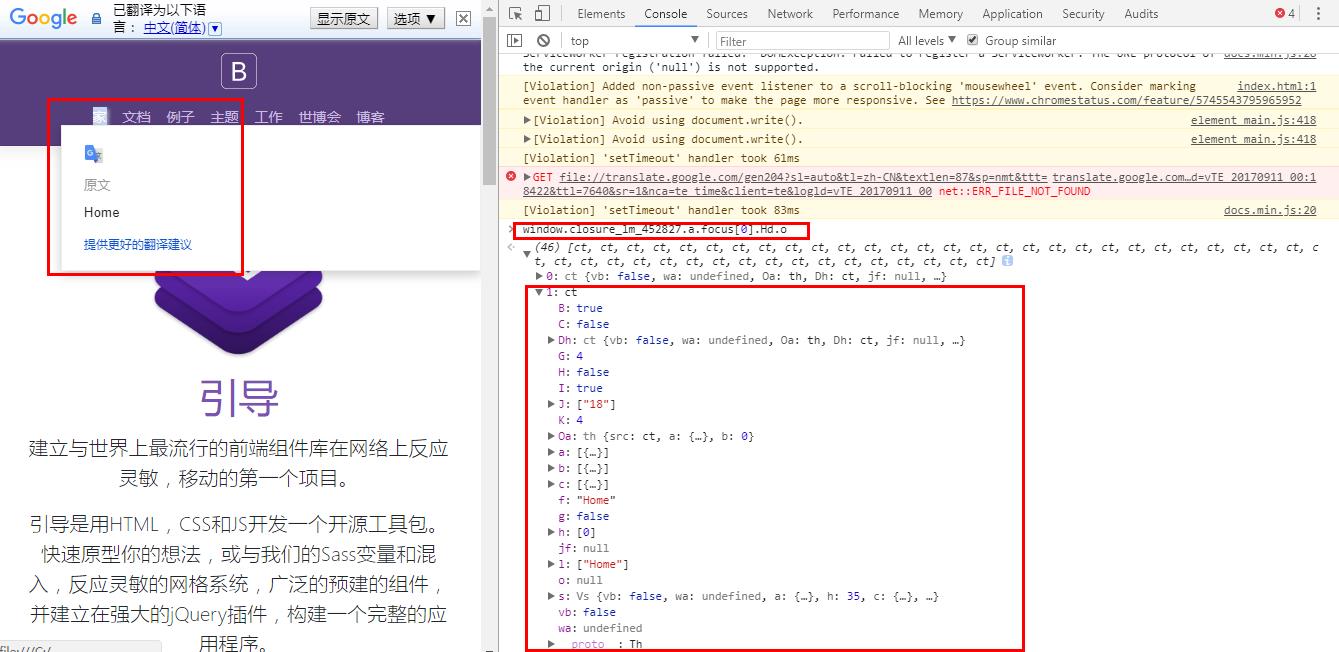 Google
已翻译为以下语
言： 中文(简体) ▼
显示原文
选项 ▼
B
家 文档 例子 主题 工作 世博会 博客
原文
Home
提供更好的翻译建议
引导
建立与世界上最流行的前端组件库在网络上反应
灵敏，移动的第一个项目。
引导是用HTML，CSS和JS开发一个开源工具包。
快速原型你的想法，或与我们的Sass变量和混
入，反应灵敏的网格系统，广泛的预建的组件，
并建立在强大的jQuery插件，构建一个完整的应
用程序。
Elements Console Sources Network Performance Memory Application Security Audits 4
top Filter All levels ▼ Group similar
ServiceWorker registration failed: DOMException: Failed to register a ServiceWorker: The URL protocol of docs.min.js:20
the current origin ('null') is not supported.
[Violation] Added non-passive event listener to a scroll-blocking 'mousewheel' event. Consider marking index.html:1
event handler as 'passive' to make the page more responsive. See https://www.chromestatus.com/feature/5745543795965952
▶[Violation] Avoid using document.write(). element_main.js:418
▶[Violation] Avoid using document.write(). element_main.js:418
[Violation] 'setTimeout' handler took 61ms
▶GET file://translate.google.com/gen204?sl=auto&tl=zh-CN&textlen=87&sp=nmt&ttt= translate.google.com…d=vTE_20170911_00:1
18422&ttl=7640&sr=1&nca=te_time&client=te&logld=vTE_20170911_00 net::ERR_FILE_NOT_FOUND
[Violation] 'setTimeout' handler took 83ms docs.min.js:20
window.closure_lm_452827.a.focus[0].Hd.o
(46) [ct, ct, ct, ct, ct, ct, ct, ct, ct, ct, ct, ct, ct, ct, ct, ct, ct, ct, ct, ct, ct, ct, ct, ct, ct, ct, ct, c
t, ct, ct, ct, ct, ct, ct, ct, ct, ct, ct, ct, ct, ct, ct, ct, ct, ct, ct]
▶0: ct {vb: false, wa: undefined, Oa: th, Dh: ct, jf: null, …}
▼1: ct
B: true
C: false
▶Dh: ct {vb: false, wa: undefined, Oa: th, Dh: ct, jf: null, …}
G: 4
H: false
I: true
▶J: ["18"]
K: 4
▶Oa: th {src: ct, a: {…}, b: 0}
▶a: [{…}]
▶b: [{…}]
▶c: [{…}]
f: "Home"
g: false
▶h: [0]
jf: null
▶l: ["Home"]
o: null
▶s: Vs {vb: false, wa: undefined, a: {…}, h: 35, c: {…}, …}
vb: false
wa: undefined
▶__proto__: Th